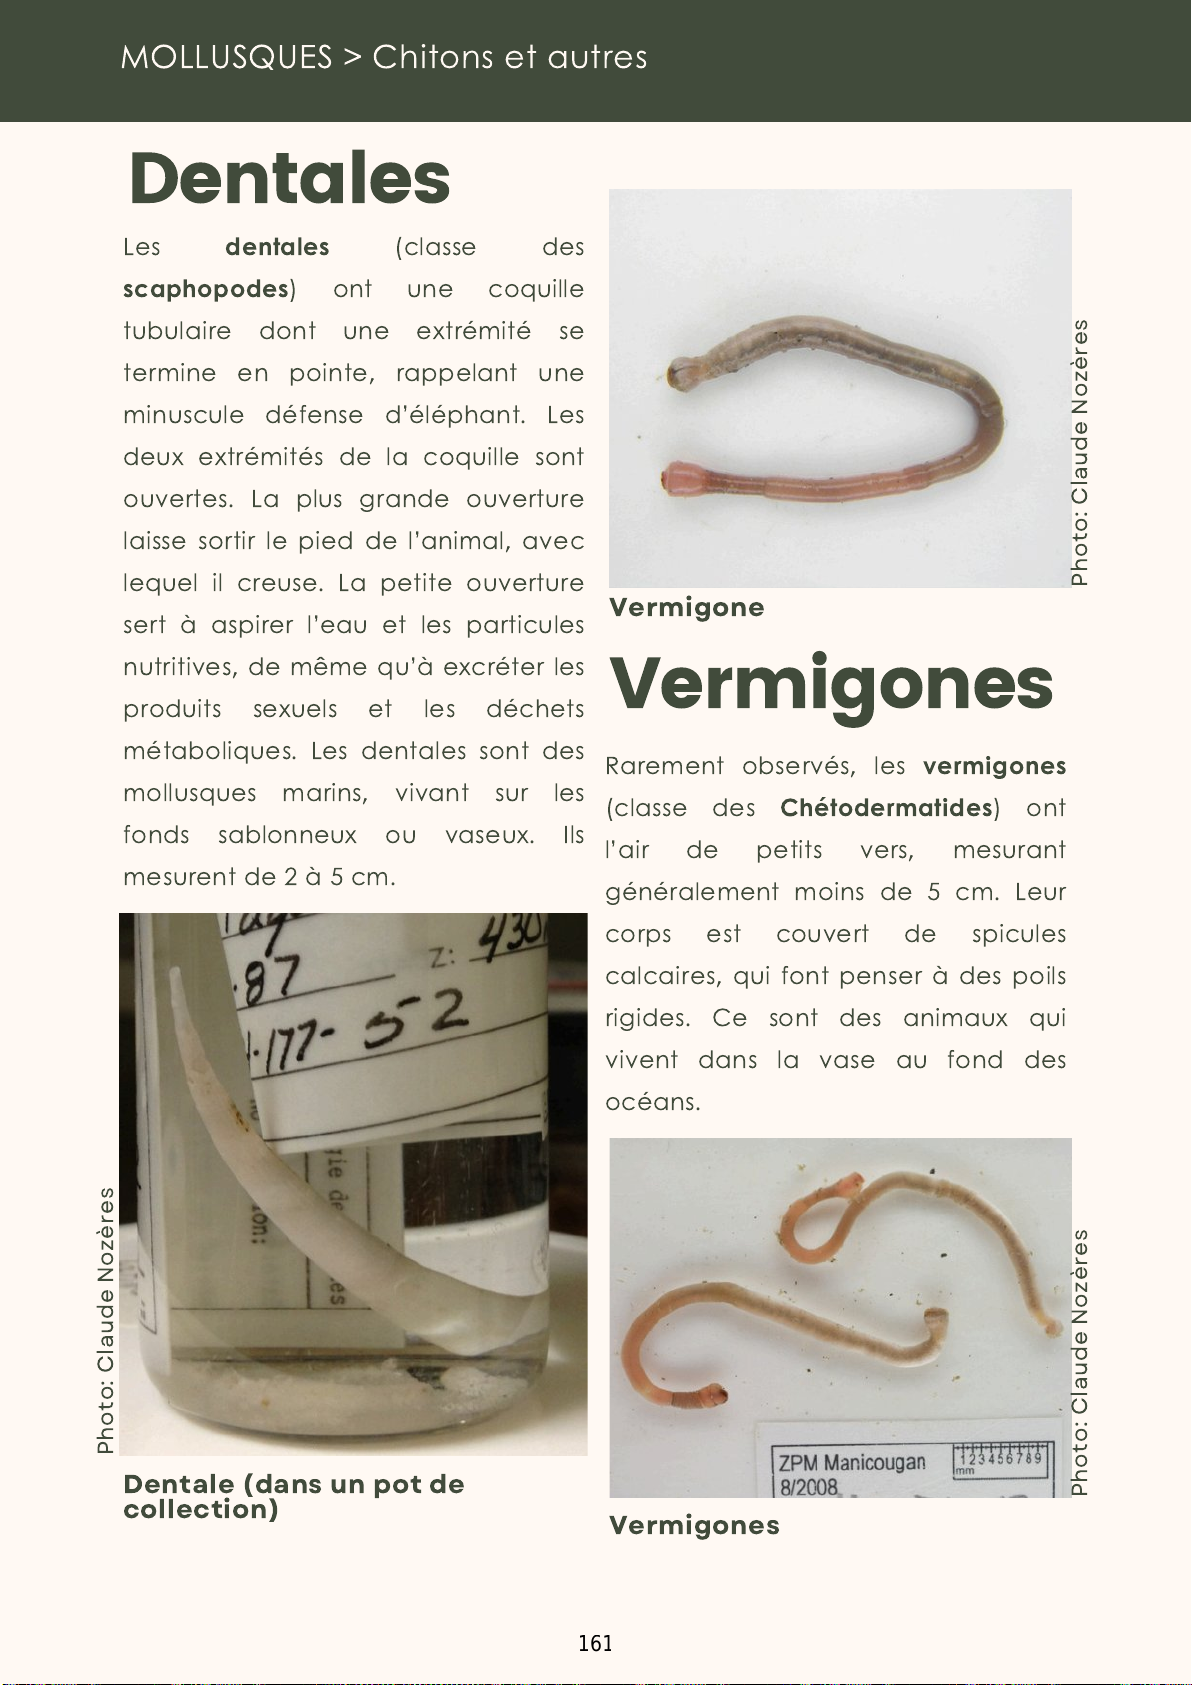 MOLLUSQUES > Chitons et autres
Dentales
Les dentales (classe des
scaphopodes) ont une coquille
tubulaire dont une extrémité se
termine en pointe, rappelant une
minuscule défense d'éléphant. Les
deux extrémités de la coquille sont
ouvertes. La plus grande ouverture
laisse sortir le pied de l'animal, avec
lequel il creuse. La petite ouverture
sert à aspirer l'eau et les particules
nutritives, de même qu'à excréter les
produits sexuels et les déchets
métaboliques. Les dentales sont des
mollusques marins, vivant sur les
fonds sablonneux ou vaseux. Ils
mesurent de 2 à 5 cm.
.87
Z: 430
177- 52
Photo: Claude Nozères
Dentale (dans un pot de
collection)
Photo: Claude Nozères
Vermigone
Vermigones
Rarement observés, les vermigones
(classe des Chétodermatides) ont
l'air de petits vers, mesurant
généralement moins de 5 cm. Leur
corps est couvert de spicules
calcaires, qui font penser à des poils
rigides. Ce sont des animaux qui
vivent dans la vase au fond des
océans.
ZPM Manicougan
8/2008
1 2 3 4 5 6 7 8 9
mm
Photo: Claude Nozères
Vermigones
161